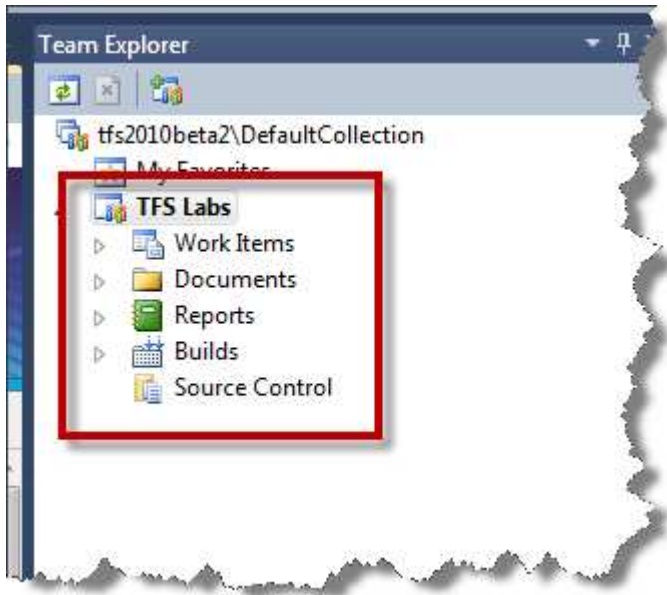 Team Explorer
tfs2010beta2\DefaultCollection
My Favorites
TFS Labs
Work Items
Documents
Reports
Builds
Source Control